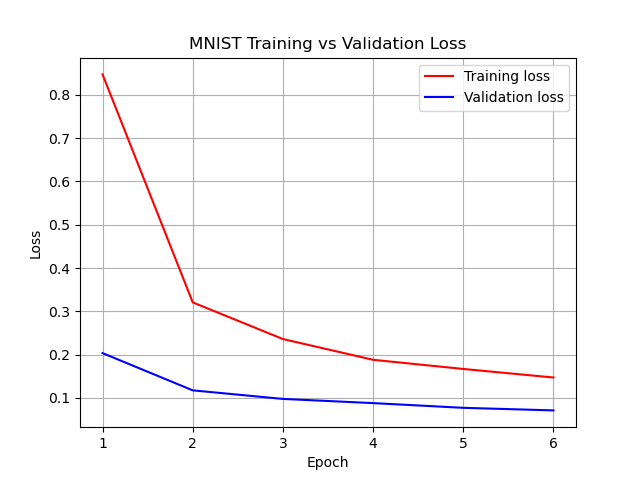 MNIST Training vs Validation Loss
Training loss
Validation loss
Loss
0.8
0.7
0.6
0.5
0.4
0.3
0.2
0.1
1 2 3 4 5 6
Epoch